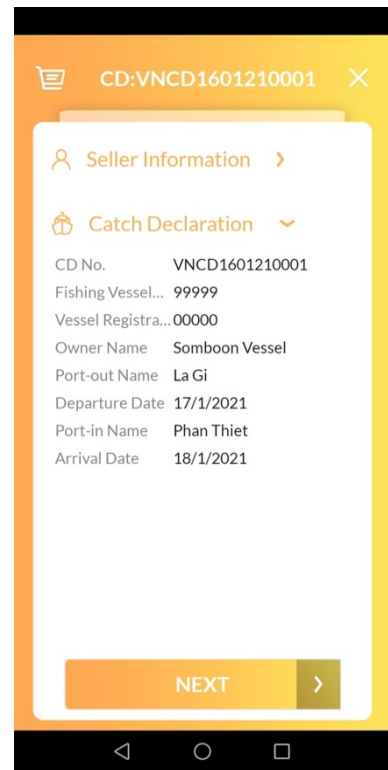 CD:VNCD1601210001
Seller Information
Catch Declaration
CD No. VNCD1601210001
Fishing Vessel... 99999
Vessel Registra... 00000
Owner Name Somboon Vessel
Port-out Name La Gi
Departure Date 17/1/2021
Port-in Name Phan Thiet
Arrival Date 18/1/2021
NEXT